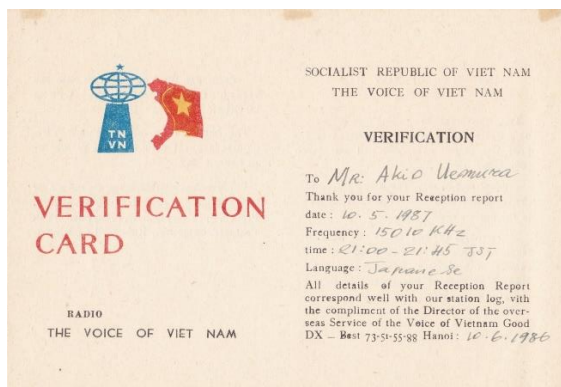 TN
VN
VERIFICATION
CARD
RADIO
THE VOICE OF VIET NAM
SOCIALIST REPUBLIC OF VIET NAM
THE VOICE OF VIET NAM
VERIFICATION
To MR: Akio Uemura
Thank you for your Reception report
date : 10. 5. 1987
Frequency : 15010 KHz
time : 21:00 - 21:45 JST
Language : Japanese
All details of your Reception Report
correspond well with our station log, vith
the compliment of the Director of the over-
seas Service of the Voice of Vietnam Good
DX – Best 73-51-55-88 Hanoi : 10. 6. 1986